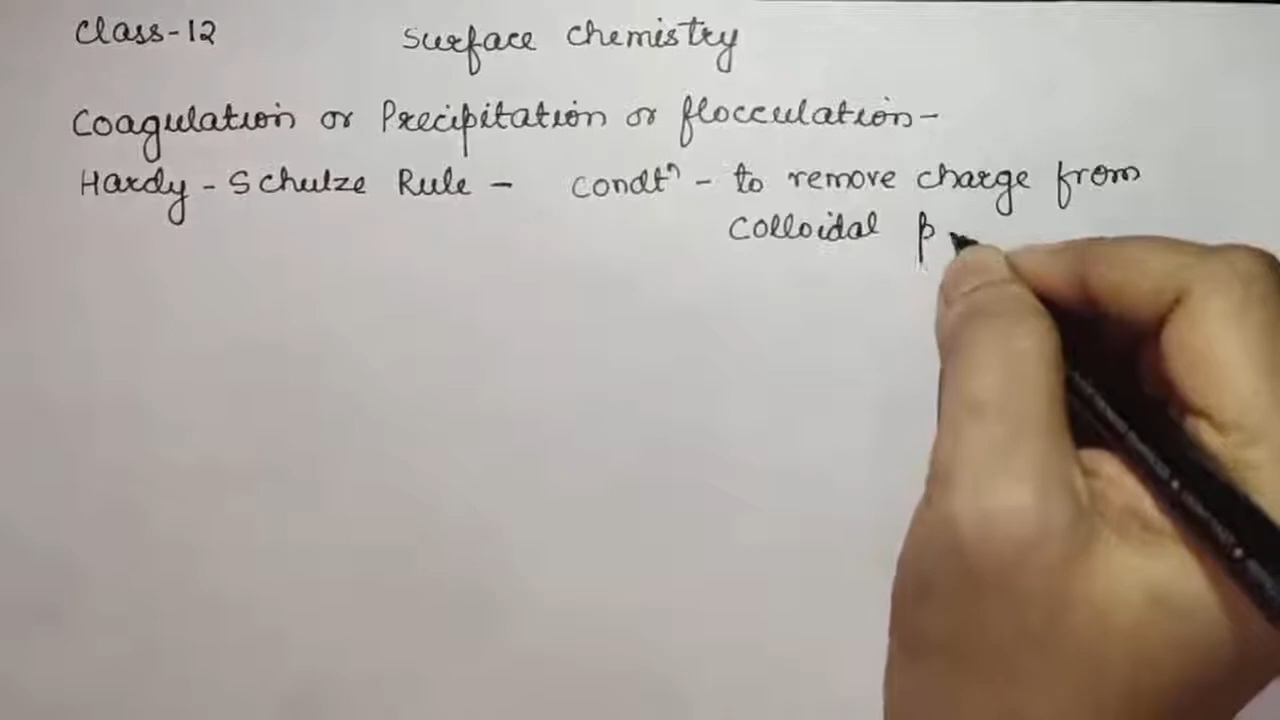 Class-12 Surface Chemistry
Coagulation or Precipitation or flocculation-
Hardy-Schulze Rule - Condtⁿ - to remove charge from
Colloidal p